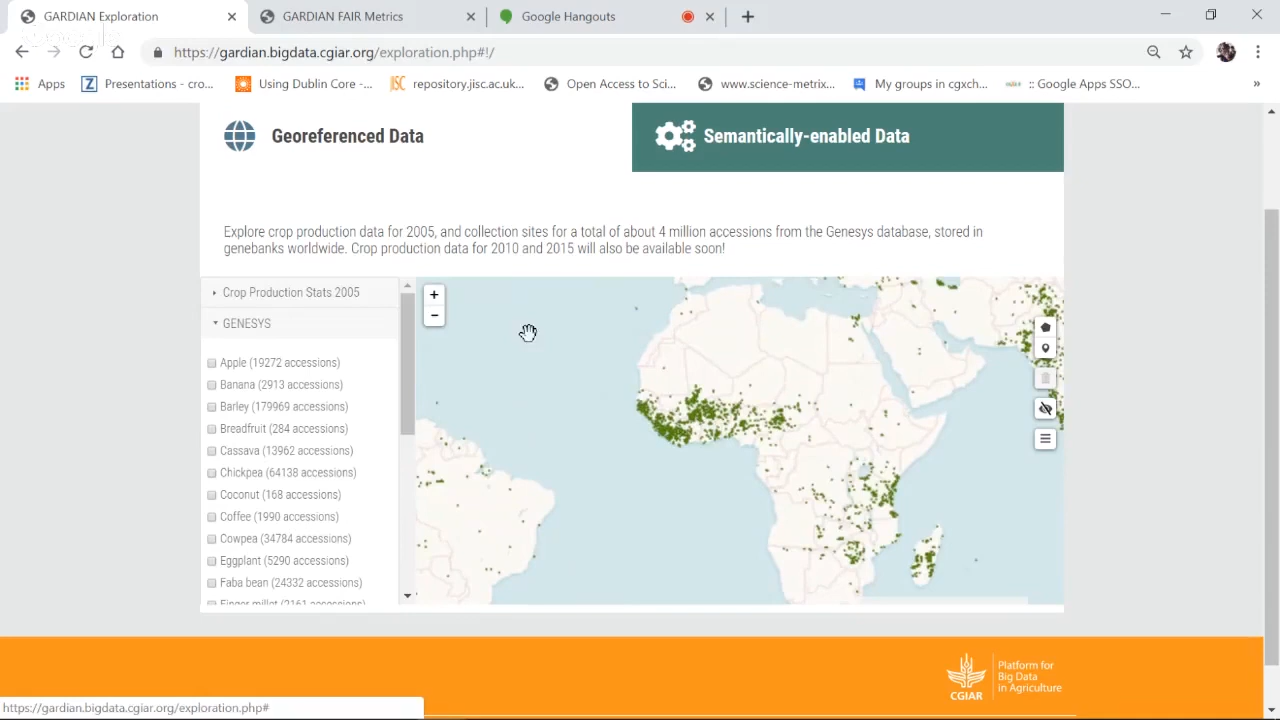 GARDIAN Exploration
GARDIAN FAIR Metrics
Google Hangouts
https://gardian.bigdata.cgiar.org/exploration.php#!/
Apps
Presentations - cro...
Using Dublin Core -...
repository.jisc.ac.uk...
Open Access to Sci...
www.science-metrix...
My groups in cgxch...
:: Google Apps SSO...
»
Georeferenced Data
Semantically-enabled Data
Explore crop production data for 2005, and collection sites for a total of about 4 million accessions from the Genesys database, stored in
genebanks worldwide. Crop production data for 2010 and 2015 will also be available soon!
Crop Production Stats 2005
GENESYS
Apple (19272 accessions)
Banana (2913 accessions)
Barley (179969 accessions)
Breadfruit (284 accessions)
Cassava (13962 accessions)
Chickpea (64138 accessions)
Coconut (168 accessions)
Coffee (1990 accessions)
Cowpea (34784 accessions)
Eggplant (5290 accessions)
Faba bean (24332 accessions)
Finger millet (2161 accessions)
+
−
CGIAR
Platform for
Big Data
in Agriculture
https://gardian.bigdata.cgiar.org/exploration.php#